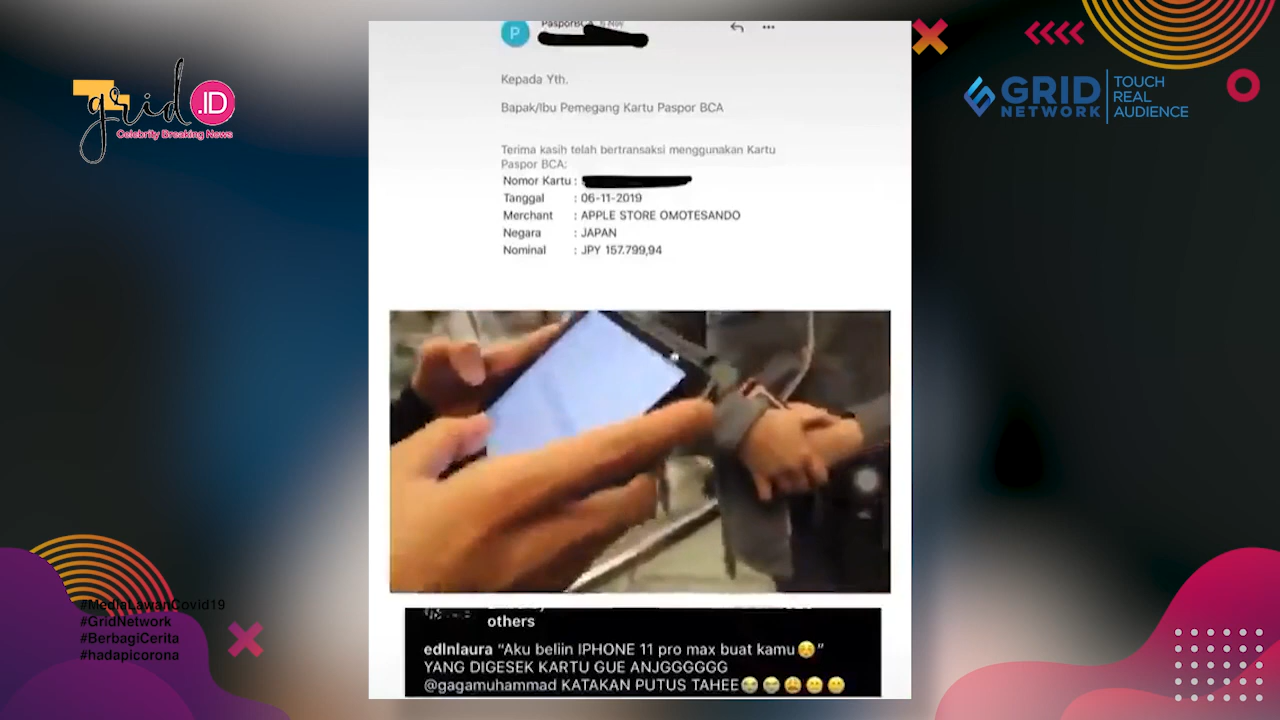 PasporBCA
grid .ID
Celebrity Breaking News
GRID NETWORK
TOUCH
REAL
AUDIENCE
P
Kepada Yth.
Bapak/Ibu Pemegang Kartu Paspor BCA
Terima kasih telah bertransaksi menggunakan Kartu
Paspor BCA:
Nomor Kartu :
Tanggal : 06-11-2019
Merchant : APPLE STORE OMOTESANDO
Negara : JAPAN
Nominal : JPY 157.799,94
others
edlnlaura “Aku beliin IPHONE 11 pro max buat kamu☺️”
YANG DIGESEK KARTU GUE ANJGGGGGG
@gagamuhammad KATAKAN PUTUS TAHEE😭😭😩🙂🙂
#MediaLawanCovid19
#GridNetwork
#BerbagiCerita
#hadapicorona